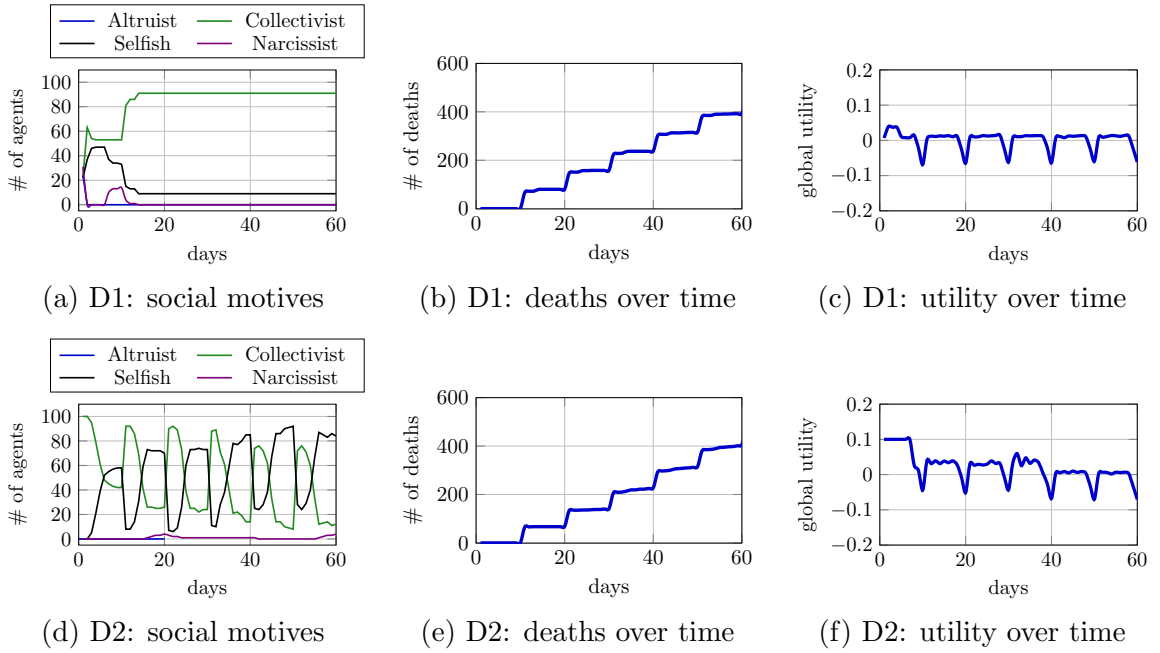 Altruist Collectivist
Selfish Narcissist
# of agents
100
80
60
40
20
0
0 20 40 60
days
(a) D1: social motives
# of deaths
600
400
200
0
0 20 40 60
days
(b) D1: deaths over time
global utility
0.2
0.1
0
−0.1
−0.2
0 20 40 60
days
(c) D1: utility over time
Altruist Collectivist
Selfish Narcissist
# of agents
100
80
60
40
20
0
0 20 40 60
days
(d) D2: social motives
# of deaths
600
400
200
0
0 20 40 60
days
(e) D2: deaths over time
global utility
0.2
0.1
0
−0.1
−0.2
0 20 40 60
days
(f) D2: utility over time